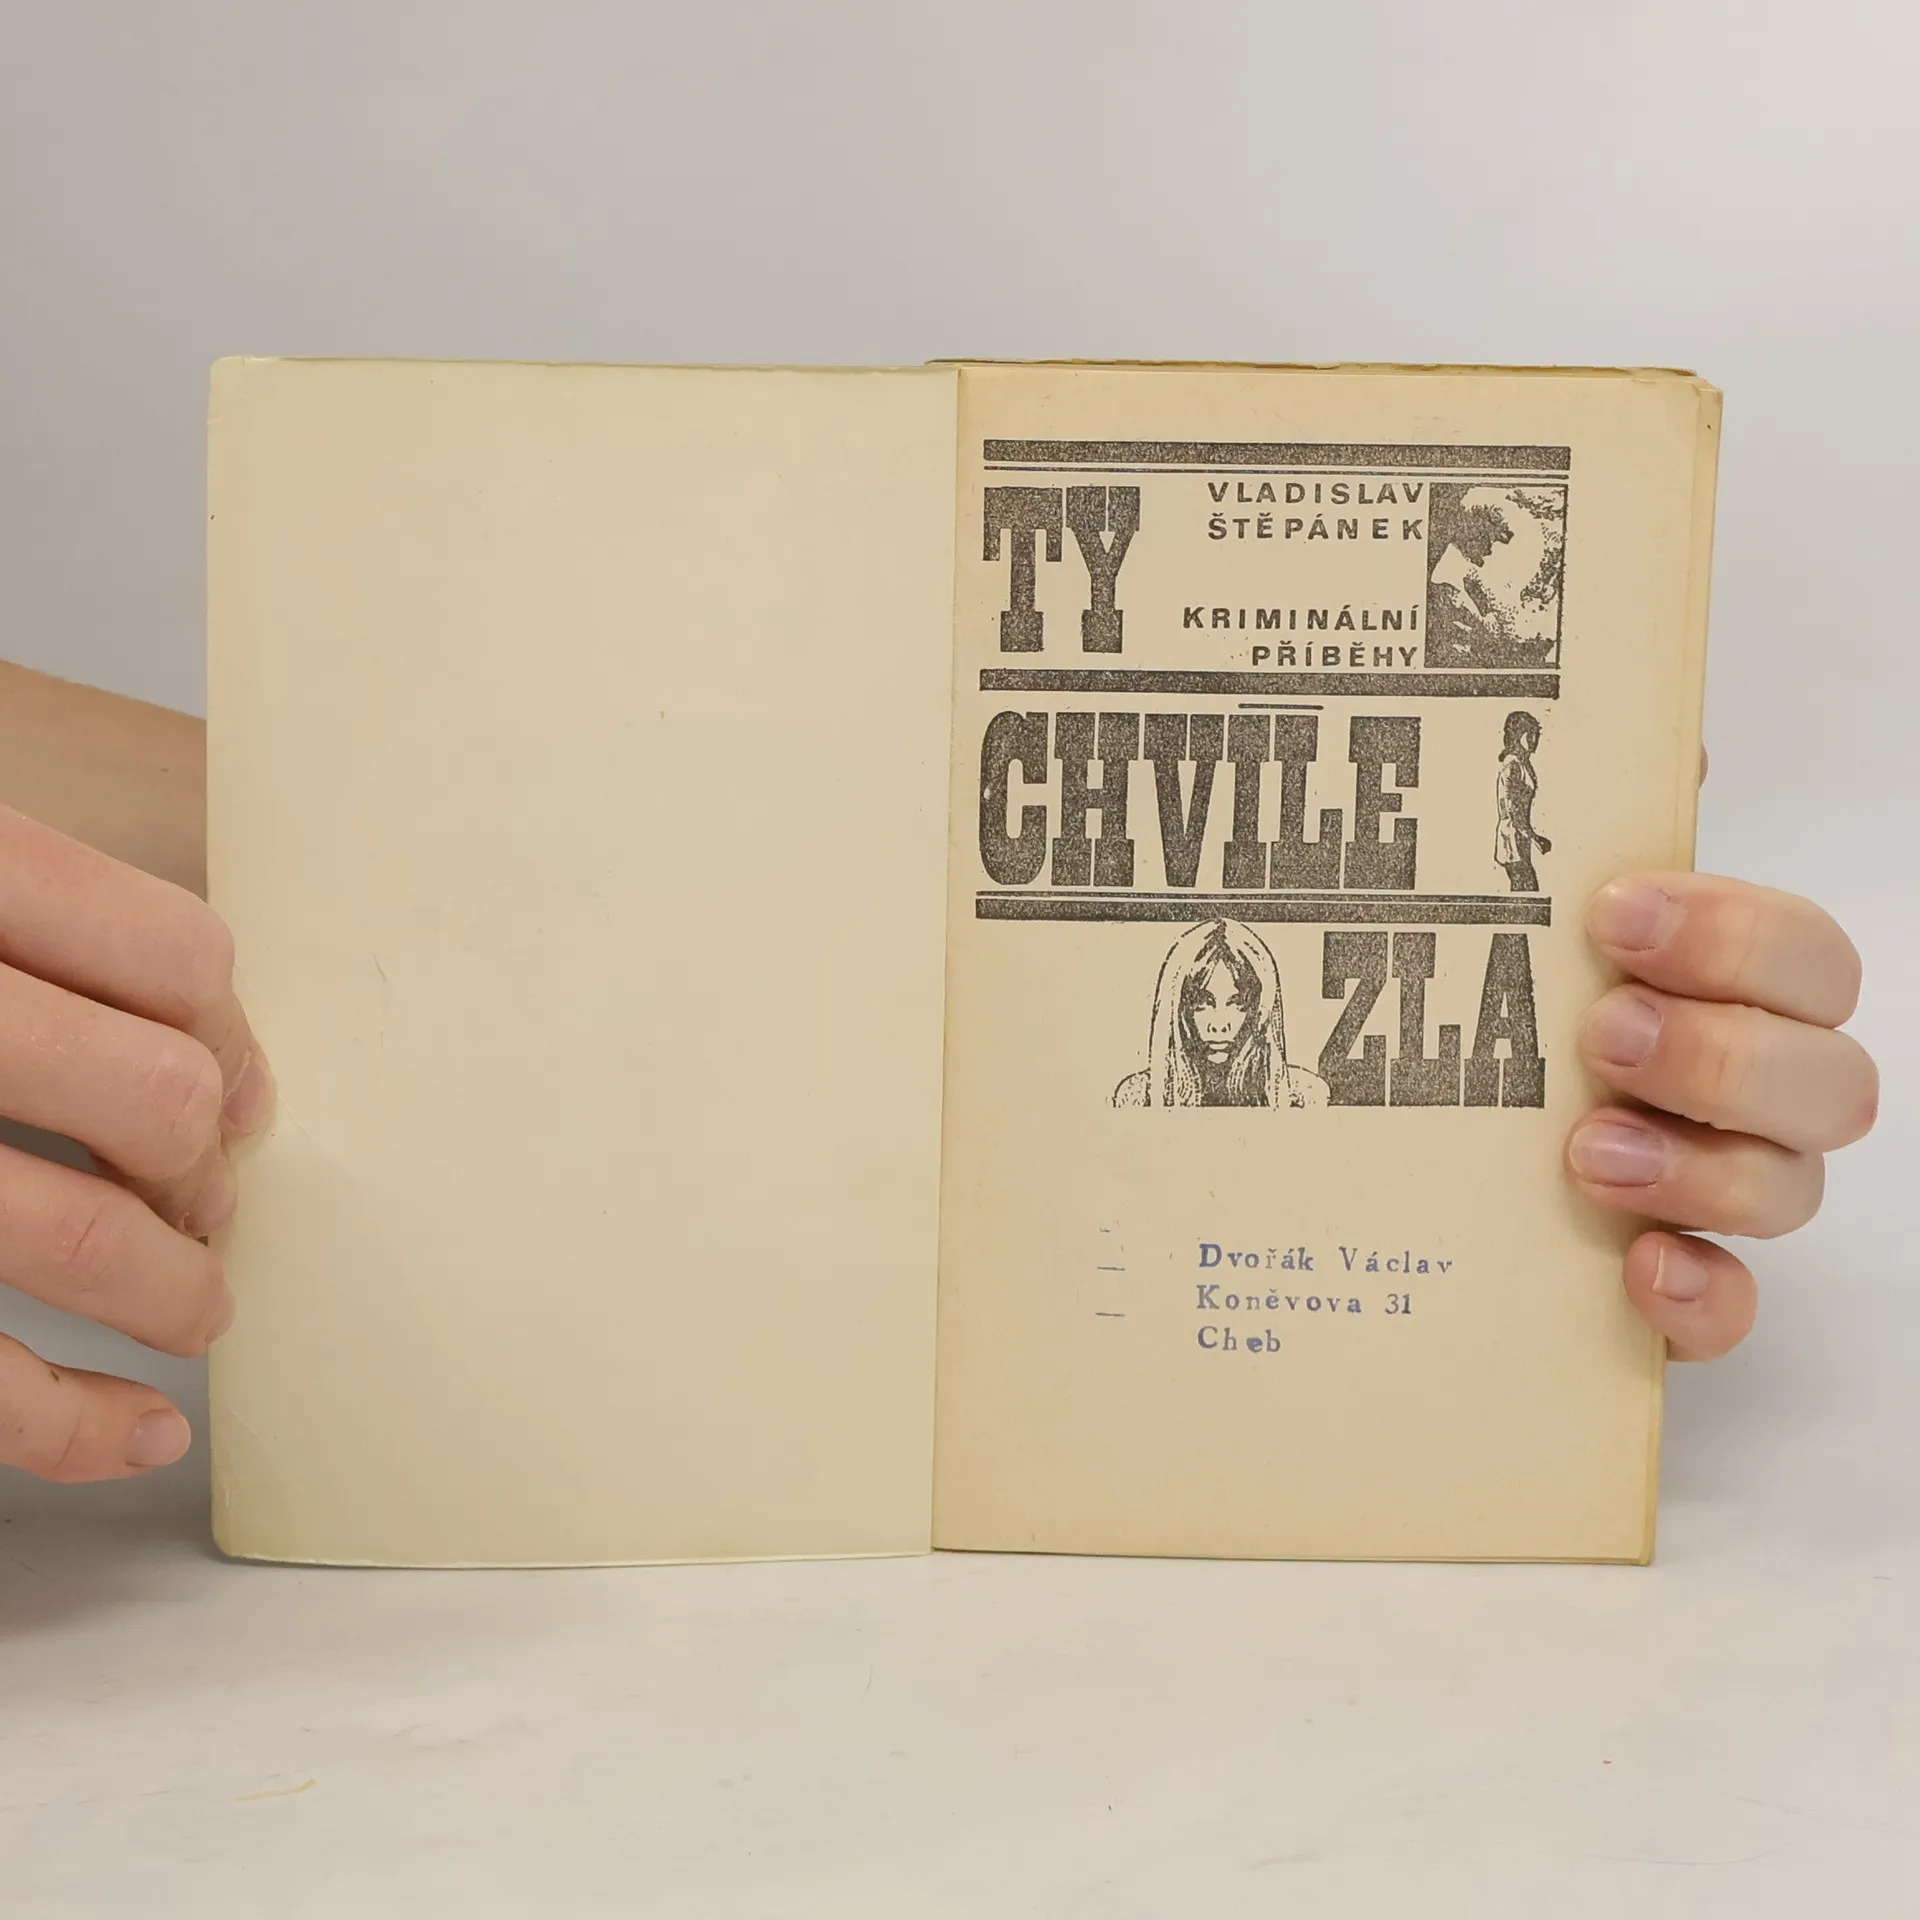 TY
VLADISLAV
ŠTĚPÁNEK
KRIMINÁLNÍ
PŘÍBĚHY
CHVÍLE
ZLA
Dvořák Václav
Koněvova 31
Cheb